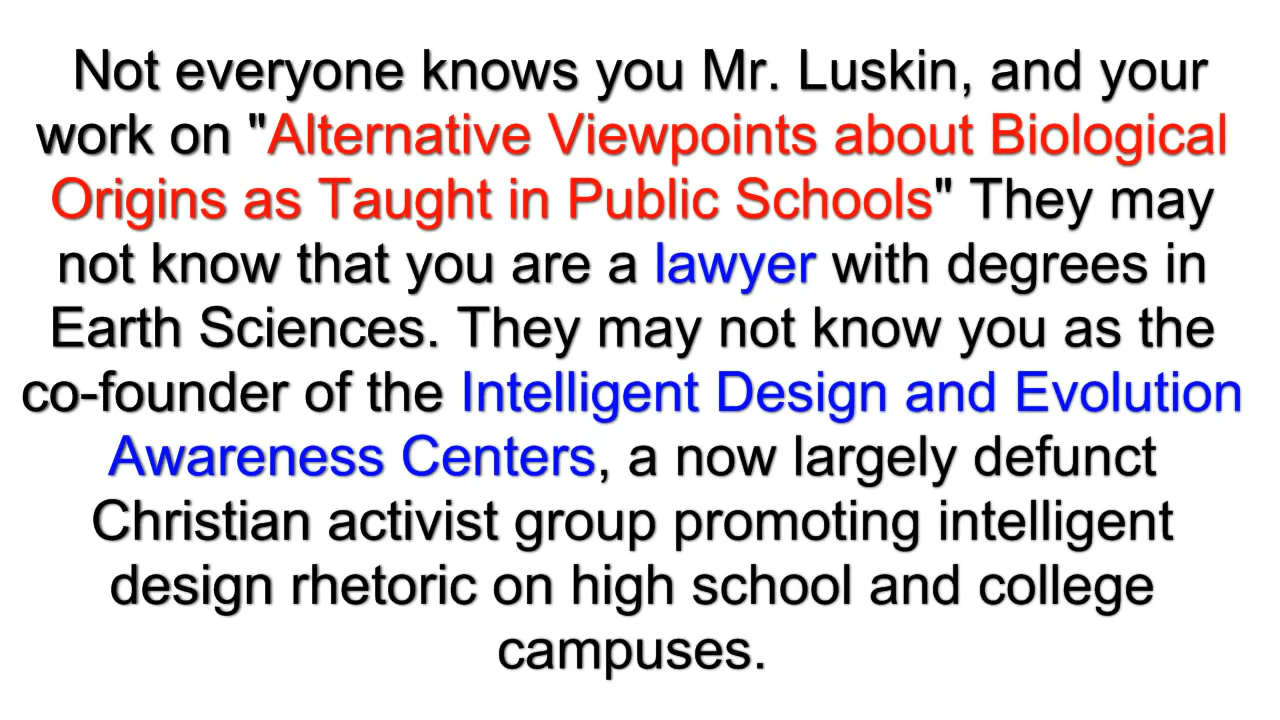 Not everyone knows you Mr. Luskin, and your
work on "Alternative Viewpoints about Biological
Origins as Taught in Public Schools" They may
not know that you are a lawyer with degrees in
Earth Sciences. They may not know you as the
co-founder of the Intelligent Design and Evolution
Awareness Centers, a now largely defunct
Christian activist group promoting intelligent
design rhetoric on high school and college
campuses.